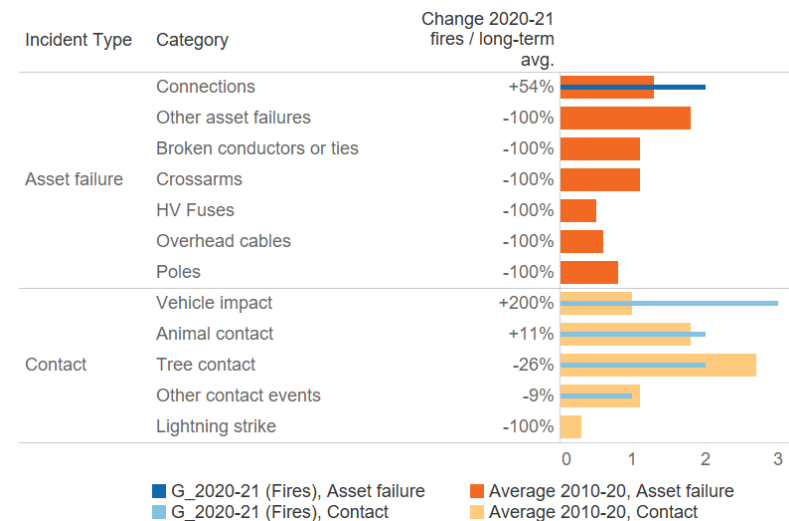 Change 2020-21
Incident Type Category fires / long-term
avg.
Connections +54%
Other asset failures -100%
Broken conductors or ties -100%
Asset failure Crossarms -100%
HV Fuses -100%
Overhead cables -100%
Poles -100%
Vehicle impact +200%
Animal contact +11%
Contact Tree contact -26%
Other contact events -9%
Lightning strike -100%
0 1 2 3
G_2020-21 (Fires), Asset failure Average 2010-20, Asset failure
G_2020-21 (Fires), Contact Average 2010-20, Contact